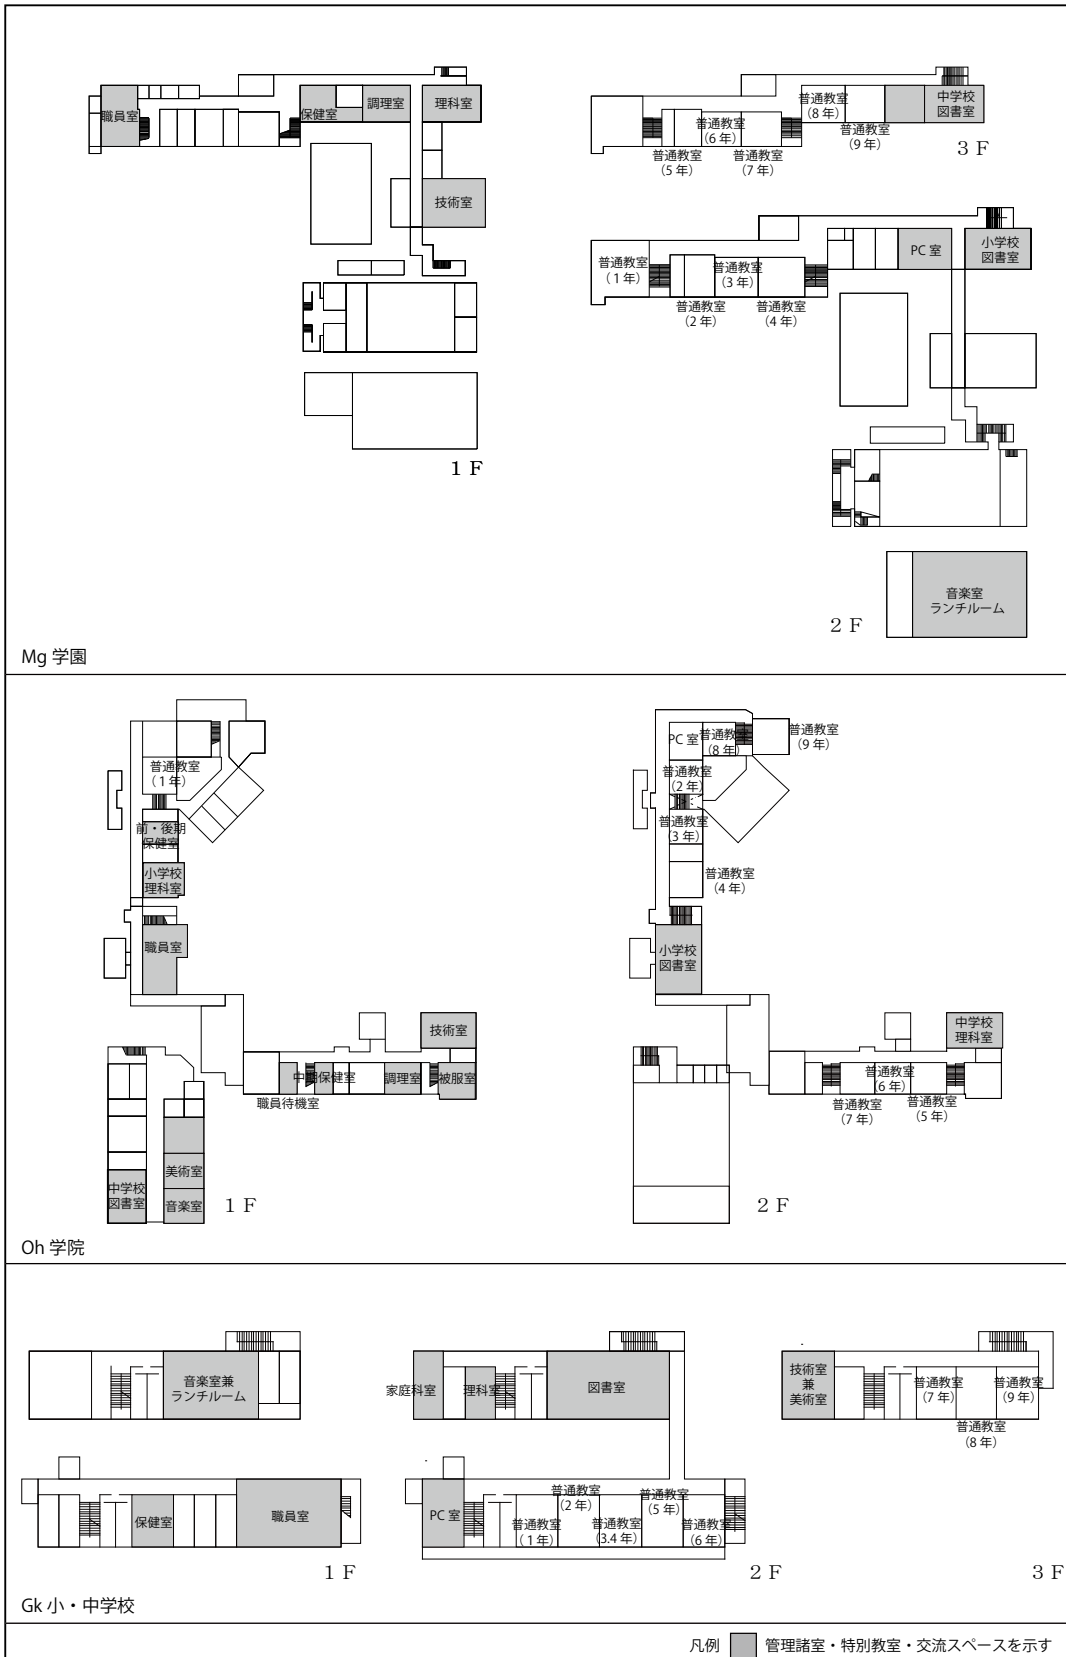 職員室
保健室
調理室
理科室
技術室
1 F
普通教室
（5 年）
普通教室
（6 年）
普通教室
（7 年）
普通教室
（8 年）
普通教室
（9 年）
中学校
図書室
3 F
普通教室
（1 年）
普通教室
（2 年）
普通教室
（3 年）
普通教室
（4 年）
PC 室
小学校
図書室
音楽室
ランチルーム
2 F
Mg 学園
普通教室
（1 年）
前・後期
保健室
小学校
理科室
職員室
技術室
中期保健室
調理室
被服室
職員待機室
美術室
音楽室
中学校
図書室
1 F
PC 室
普通教室
（8 年）
普通教室
（9 年）
普通教室
（2 年）
普通教室
（3 年）
普通教室
（4 年）
小学校
図書室
中学校
理科室
普通教室
（6 年）
普通教室
（7 年）
普通教室
（5 年）
2 F
Oh 学院
音楽室兼
ランチルーム
保健室
職員室
1 F
家庭科室
理科室
図書室
PC 室
普通教室
（1 年）
普通教室
（2 年）
普通教室
（3.4 年）
普通教室
（5 年）
普通教室
（6 年）
2 F
技術室
兼
美術室
普通教室
（7 年）
普通教室
（8 年）
普通教室
（9 年）
3 F
Gk 小・中学校
凡例 管理諸室・特別教室・交流スペースを示す